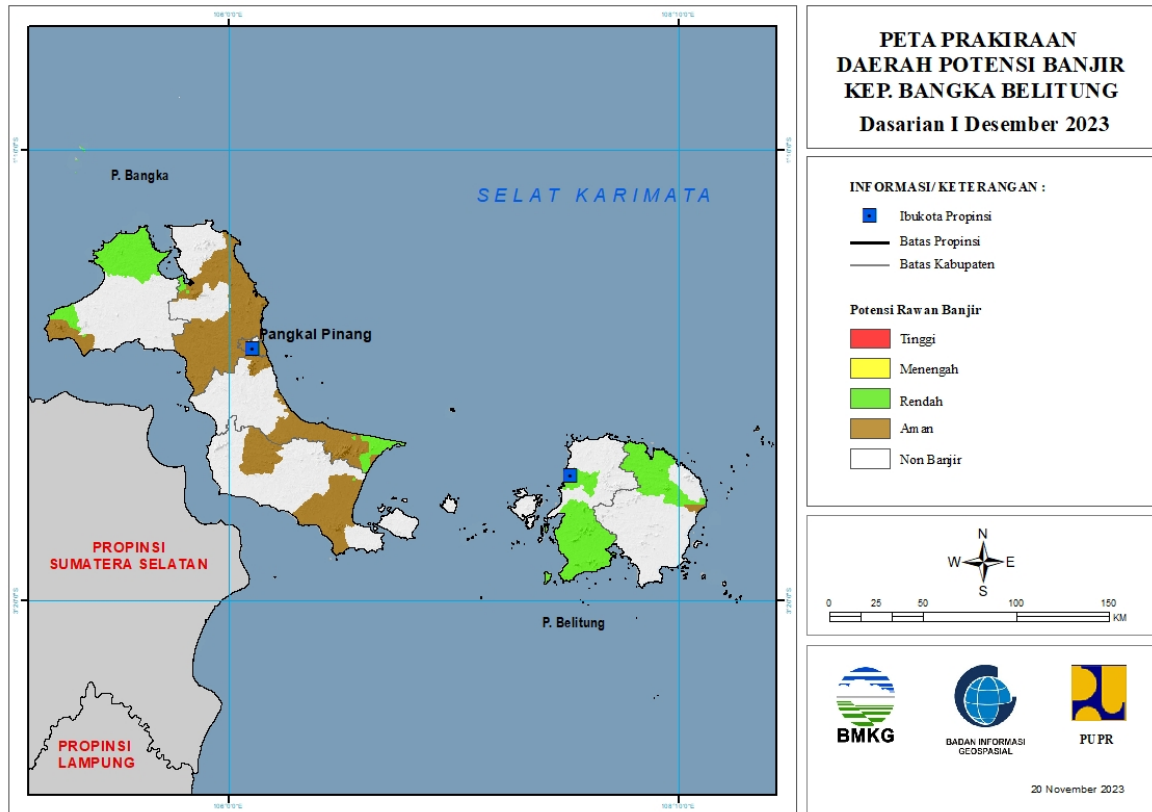 PETA PRAKIRAAN
DAERAH POTENSI BANJIR
KEP. BANGKA BELITUNG
Dasarian I Desember 2023
P. Bangka
SELAT KARIMATA
Pangkal Pinang
PROPINSI
SUMATERA SELATAN
P. Belitung
PROPINSI
LAMPUNG
INFORMASI/ KETERANGAN :
Ibukota Propinsi
Batas Propinsi
Batas Kabupaten
Potensi Rawan Banjir
Tinggi
Menengah
Rendah
Aman
Non Banjir
N
W E
S
0 25 50 100 150
KM
BMKG
BADAN INFORMASI
GEOSPASIAL
PUPR
20 November 2023